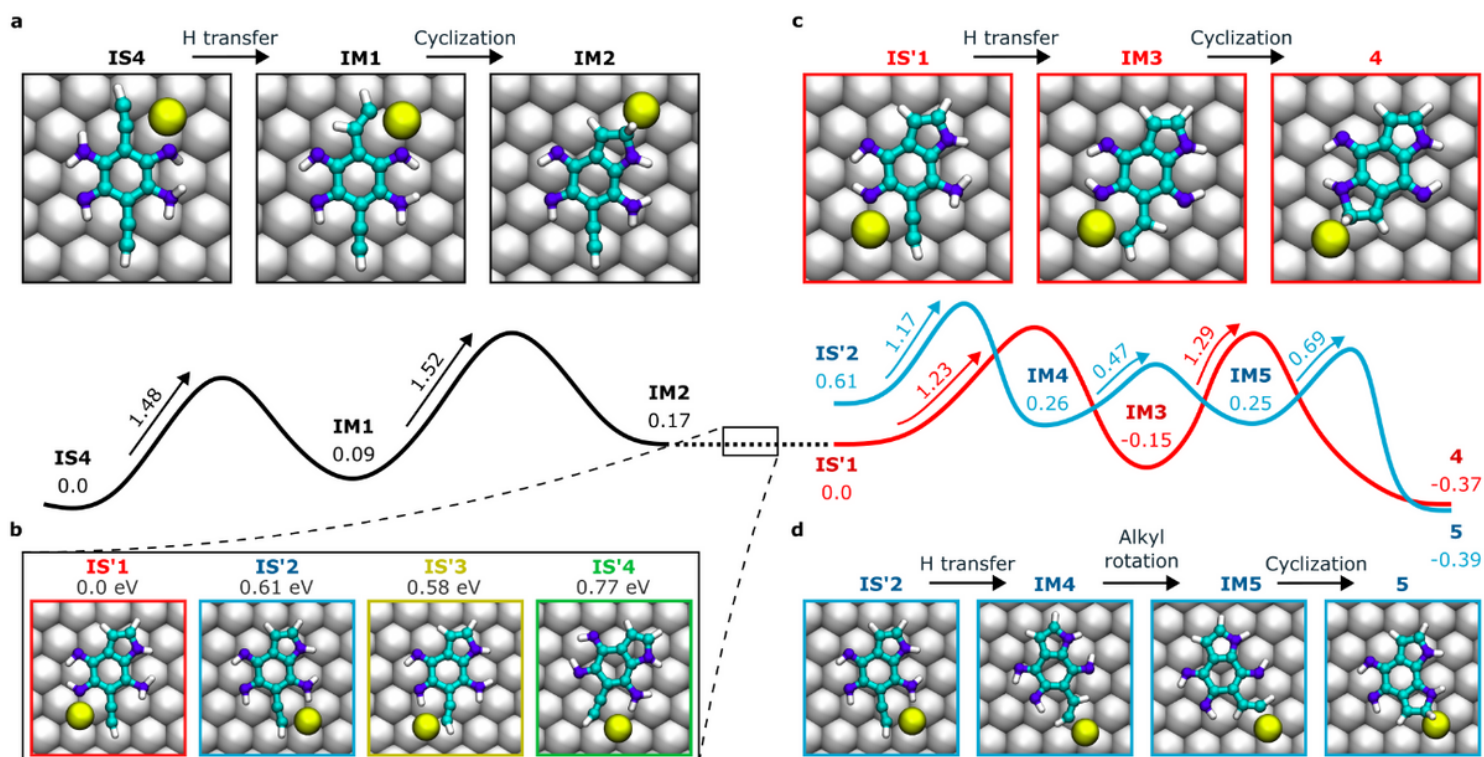 a
H transfer
Cyclization
IS4
IM1
IM2
1.48
1.52
IS4
0.0
IM1
0.09
IM2
0.17
b
IS'1
IS'2
IS'3
IS'4
0.0 eV
0.61 eV
0.58 eV
0.77 eV
c
H transfer
Cyclization
IS'1
IM3
4
IS'2
0.61
1.17
1.23
IS'1
0.0
IM4
0.26
0.47
IM3
-0.15
1.29
IM5
0.25
0.69
4
-0.37
5
-0.39
d
H transfer
Alkyl
rotation
Cyclization
IS'2
IM4
IM5
5